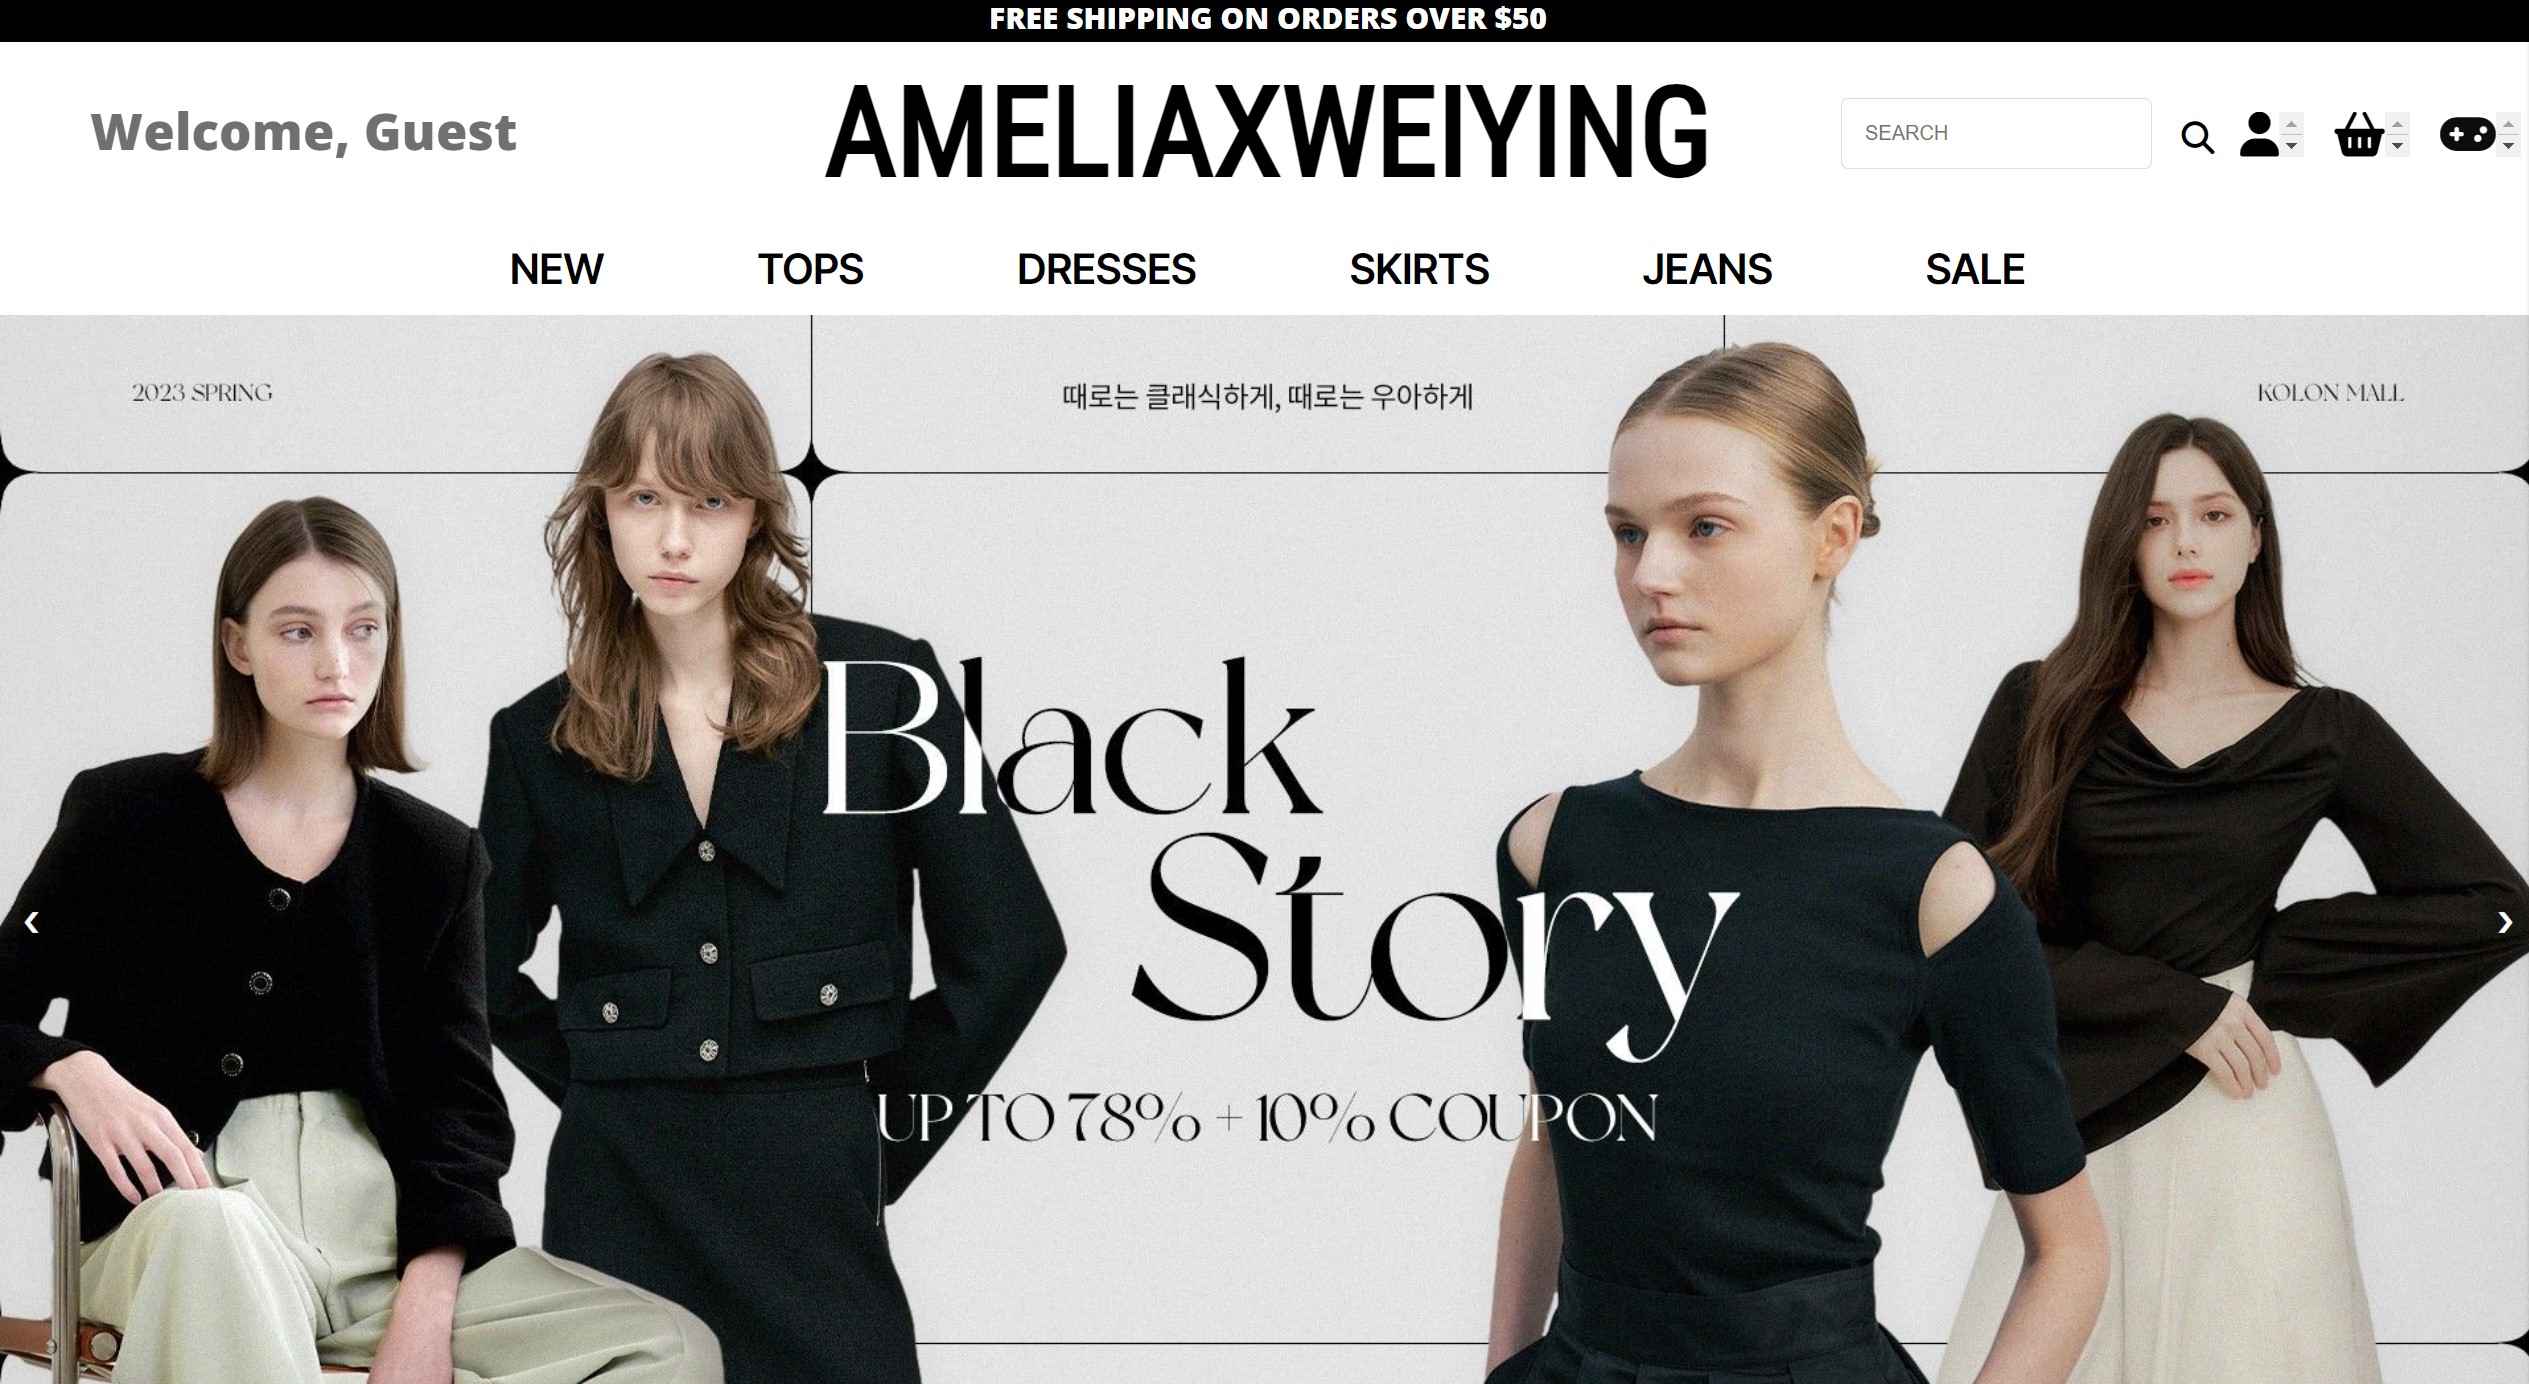 FREE SHIPPING ON ORDERS OVER $50
Welcome, Guest
AMELIAXWEIYING
SEARCH
NEW TOPS DRESSES SKIRTS JEANS SALE
2023 SPRING
때로는 클래식하게, 때로는 우아하게
KOLON MALL
Black
Story
UP TO 78% + 10% COUPON